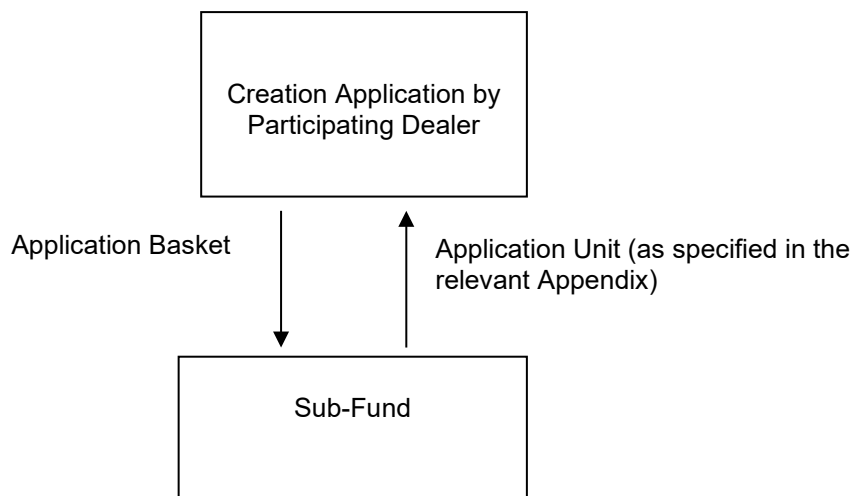 Creation Application by
Participating Dealer
Application Basket
Application Unit (as specified in the
relevant Appendix)
Sub-Fund